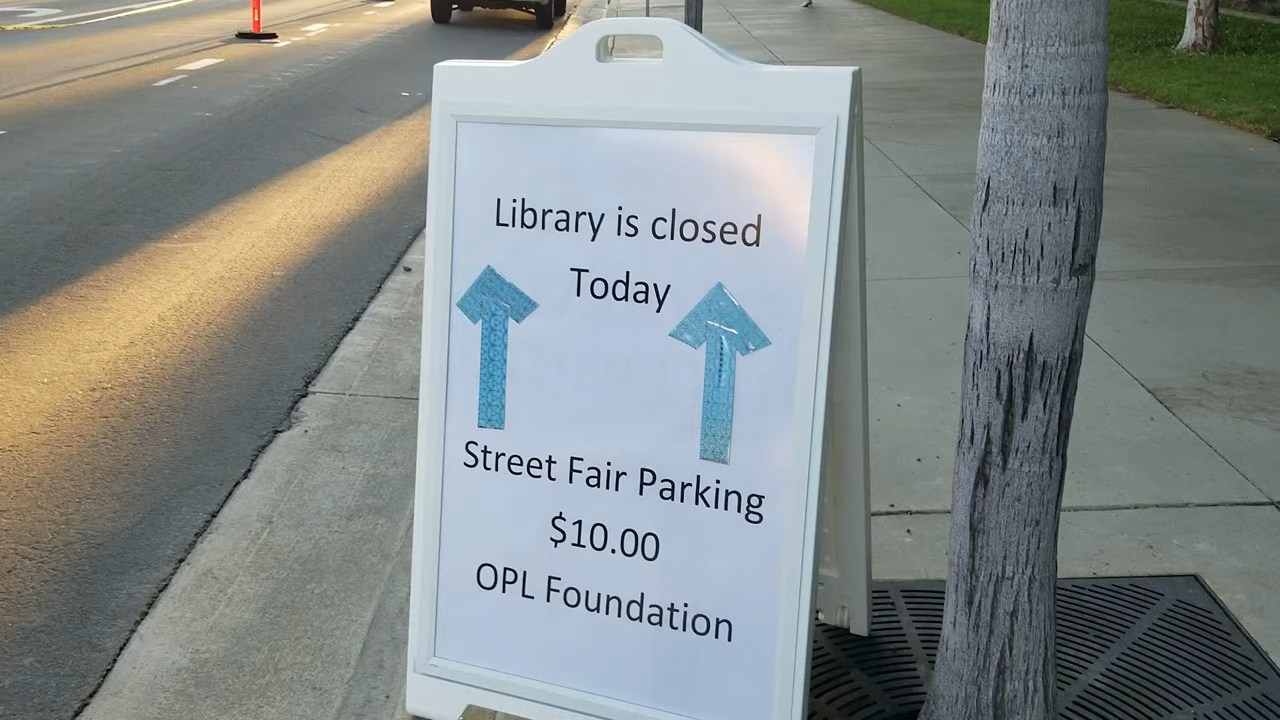 Library is closed
Today
Street Fair Parking
$10.00
OPL Foundation